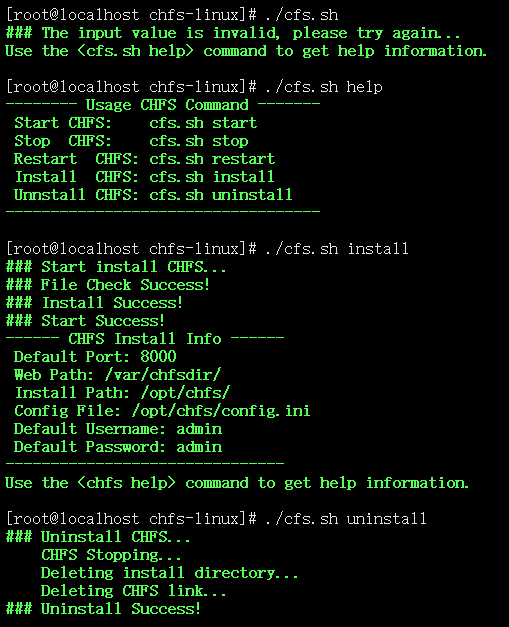 [root@localhost chfs-linux]# ./cfs.sh
### The input value is invalid, please try again...
Use the <cfs.sh help> command to get help information.
[root@localhost chfs-linux]# ./cfs.sh help
-------- Usage CHFS Command -------
Start CHFS:    cfs.sh start
Stop  CHFS:    cfs.sh stop
Restart  CHFS: cfs.sh restart
Install  CHFS: cfs.sh install
Unnstall CHFS: cfs.sh uninstall
-----------------------------------
[root@localhost chfs-linux]# ./cfs.sh install
### Start install CHFS...
### File Check Success!
### Install Success!
### Start Success!
------ CHFS Install Info ------
Default Port: 8000
Web Path: /var/chfsdir/
Install Path: /opt/chfs/
Config File: /opt/chfs/config.ini
Default Username: admin
Default Password: admin
-------------------------------
Use the <chfs help> command to get help information.
[root@localhost chfs-linux]# ./cfs.sh uninstall
### Uninstall CHFS...
CHFS Stopping...
Deleting install directory...
Deleting CHFS link...
### Uninstall Success!